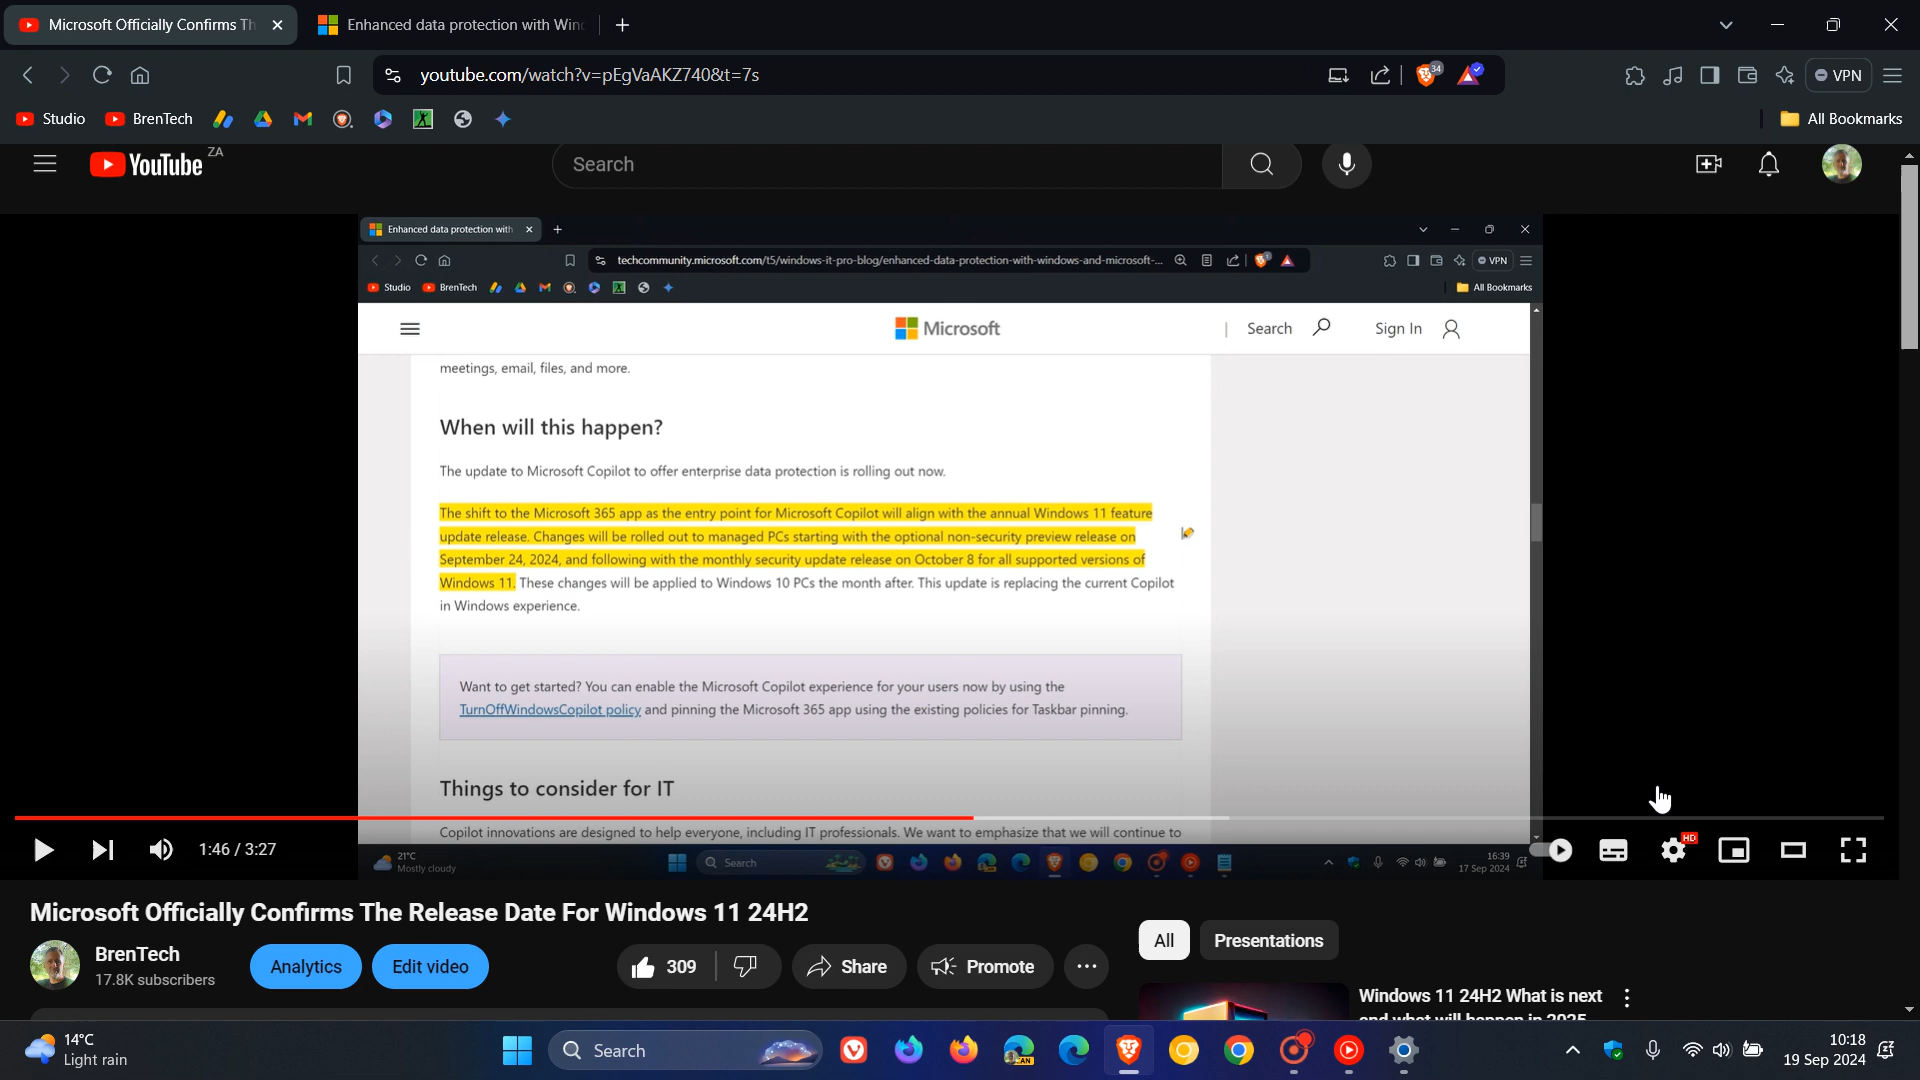 Microsoft Officially Confirms Th
Enhanced data protection with Win
youtube.com/watch?v=pEgVaAKZ740&t=7s
34
VPN
Studio
BrenTech
All Bookmarks
YouTube
ZA
Search
Enhanced data protection with
techcommunity.microsoft.com/t5/windows-it-pro-blog/enhanced-data-protection-with-windows-and-microsoft-...
VPN
Studio
BrenTech
All Bookmarks
Microsoft
Search
Sign In
meetings, email, files, and more.
When will this happen?
The update to Microsoft Copilot to offer enterprise data protection is rolling out now.
The shift to the Microsoft 365 app as the entry point for Microsoft Copilot will align with the annual Windows 11 feature
update release. Changes will be rolled out to managed PCs starting with the optional non-security preview release on
September 24, 2024, and following with the monthly security update release on October 8 for all supported versions of
Windows 11. These changes will be applied to Windows 10 PCs the month after. This update is replacing the current Copilot
in Windows experience.
Want to get started? You can enable the Microsoft Copilot experience for your users now by using the
TurnOffWindowsCopilot policy and pinning the Microsoft 365 app using the existing policies for Taskbar pinning.
Things to consider for IT
Copilot innovations are designed to help everyone, including IT professionals. We want to emphasize that we will continue to
1:46 / 3:27
HD
21°C
Mostly cloudy
Search
16:39
17 Sep 2024
Microsoft Officially Confirms The Release Date For Windows 11 24H2
BrenTech
17.8K subscribers
Analytics
Edit video
309
Share
Promote
All
Presentations
Windows 11 24H2 What is next
and what will happen in 2025
14°C
Light rain
Search
10:18
19 Sep 2024